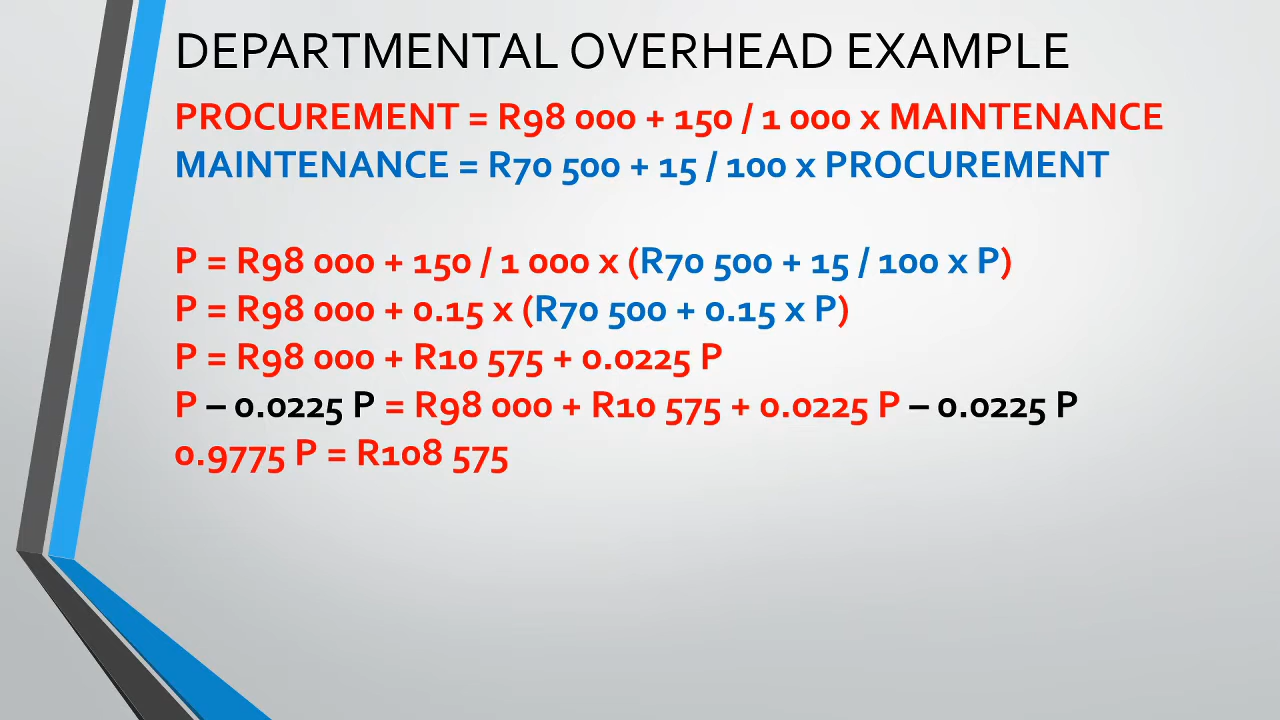 DEPARTMENTAL OVERHEAD EXAMPLE
PROCUREMENT = R98 000 + 150 / 1 000 x MAINTENANCE
MAINTENANCE = R70 500 + 15 / 100 x PROCUREMENT
P = R98 000 + 150 / 1 000 x (R70 500 + 15 / 100 x P)
P = R98 000 + 0.15 x (R70 500 + 0.15 x P)
P = R98 000 + R10 575 + 0.0225 P
P – 0.0225 P = R98 000 + R10 575 + 0.0225 P – 0.0225 P
0.9775 P = R108 575